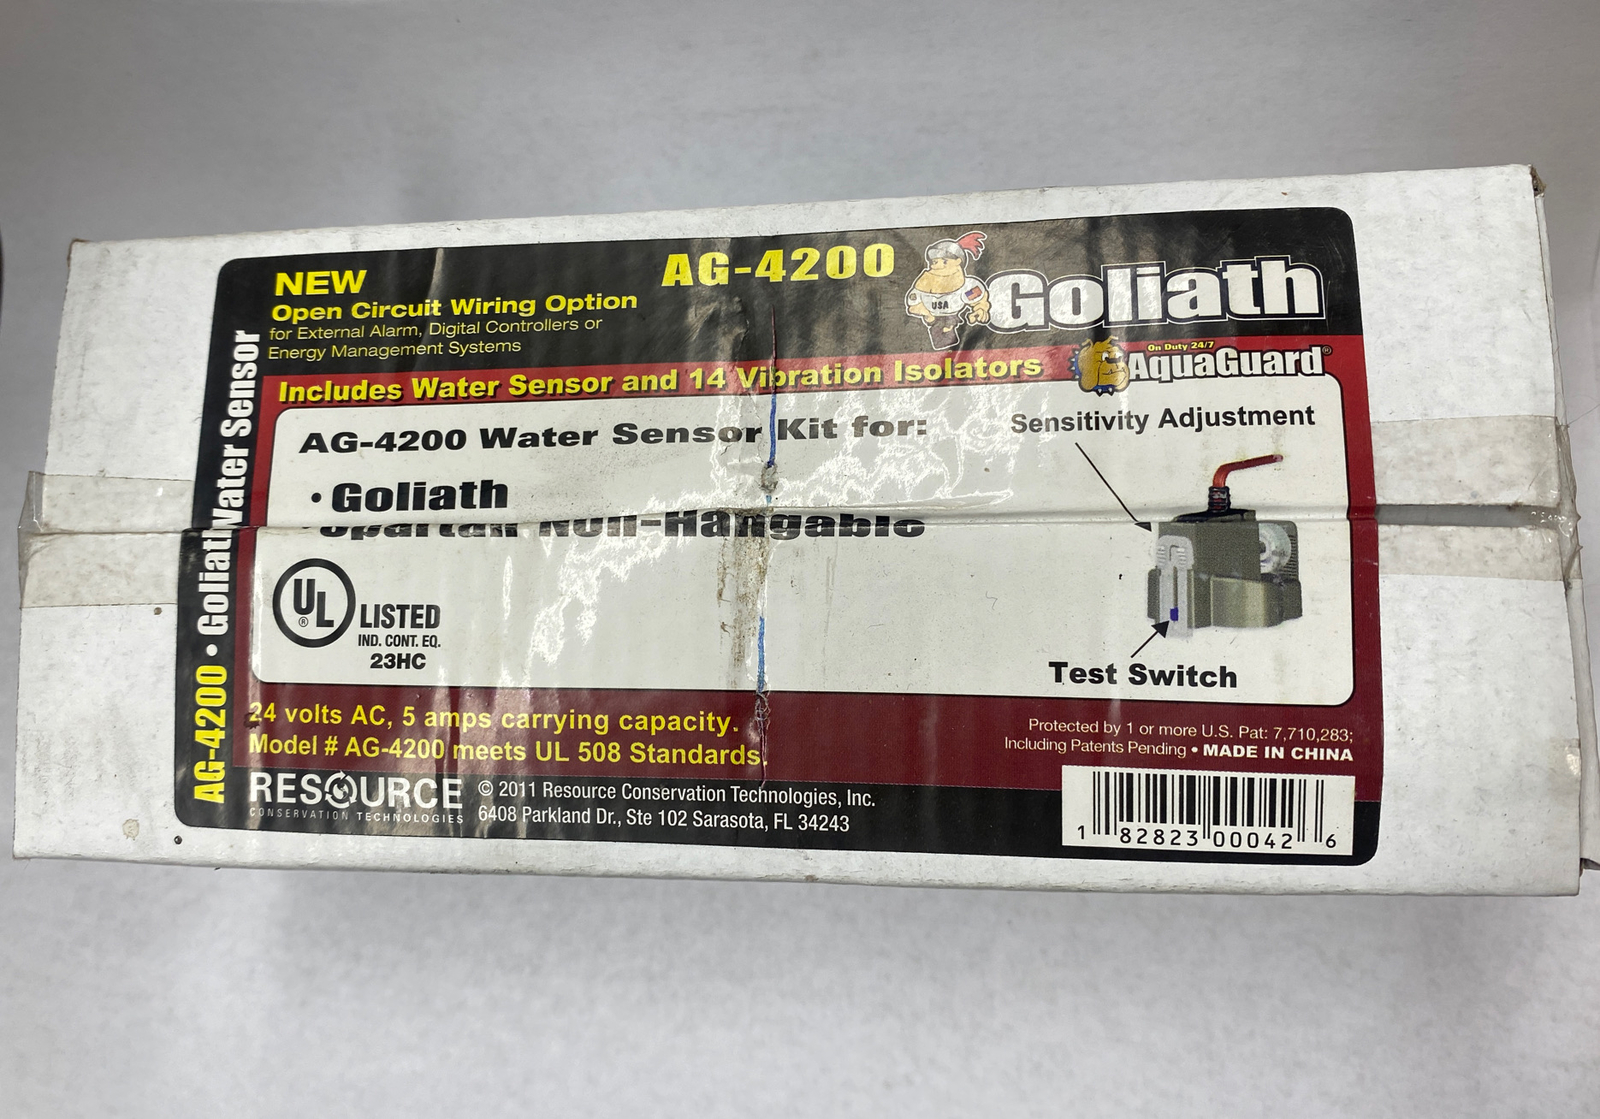 NEW
Open Circuit Wiring Option
for External Alarm, Digital Controllers or
Energy Management Systems
AG-4200
USA
Goliath
Includes Water Sensor and 14 Vibration Isolators
On Duty 24/7
AquaGuard®
AG-4200 • Goliath Water Sensor
AG-4200 Water Sensor Kit for:
• Goliath
• Spartan Non-Hangable
Sensitivity Adjustment
Test Switch
UL ®
LISTED
IND. CONT. EQ.
23HC
24 volts AC, 5 amps carrying capacity.
Model # AG-4200 meets UL 508 Standards.
Protected by 1 or more U.S. Pat: 7,710,283;
Including Patents Pending • MADE IN CHINA
RESOURCE
CONSERVATION TECHNOLOGIES
© 2011 Resource Conservation Technologies, Inc.
6408 Parkland Dr., Ste 102 Sarasota, FL 34243
1 82823 00042 6